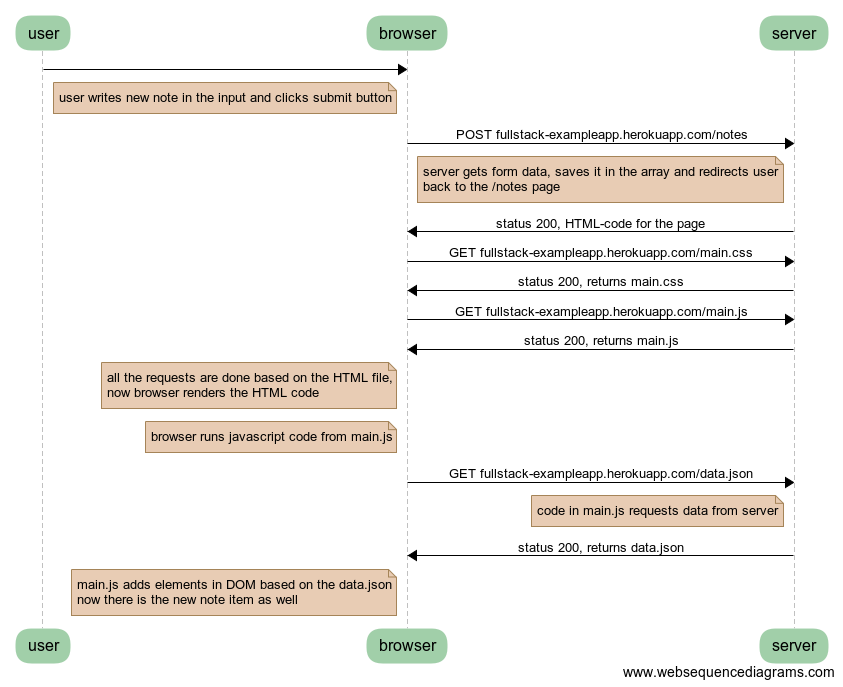 user browser server
user writes new note in the input and clicks submit button
POST fullstack-exampleapp.herokuapp.com/notes
server gets form data, saves it in the array and redirects user
back to the /notes page
status 200, HTML-code for the page
GET fullstack-exampleapp.herokuapp.com/main.css
status 200, returns main.css
GET fullstack-exampleapp.herokuapp.com/main.js
status 200, returns main.js
all the requests are done based on the HTML file,
now browser renders the HTML code
browser runs javascript code from main.js
GET fullstack-exampleapp.herokuapp.com/data.json
code in main.js requests data from server
status 200, returns data.json
main.js adds elements in DOM based on the data.json
now there is the new note item as well
user browser server
www.websequencediagrams.com